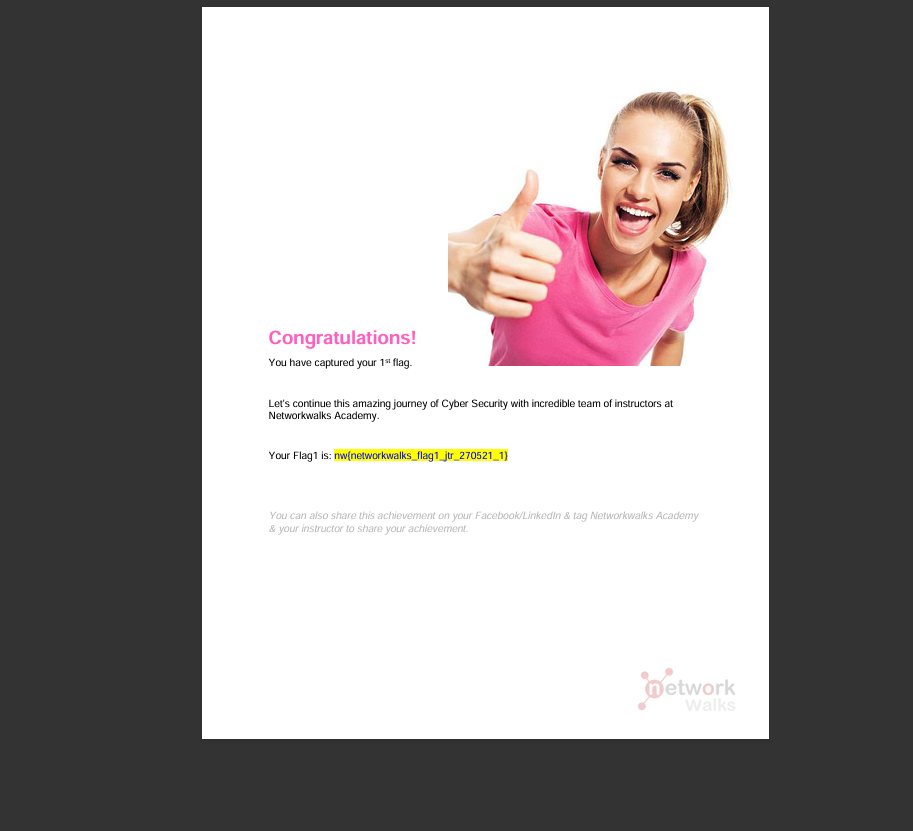 Congratulations!
You have captured your 1st flag.
Let's continue this amazing journey of Cyber Security with incredible team of instructors at
Networkwalks Academy.
Your Flag1 is: nw{networkwalks_flag1_jtr_270521_1}
You can also share this achievement on your Facebook/LinkedIn & tag Networkwalks Academy
& your instructor to share your achievement.
network
Walks